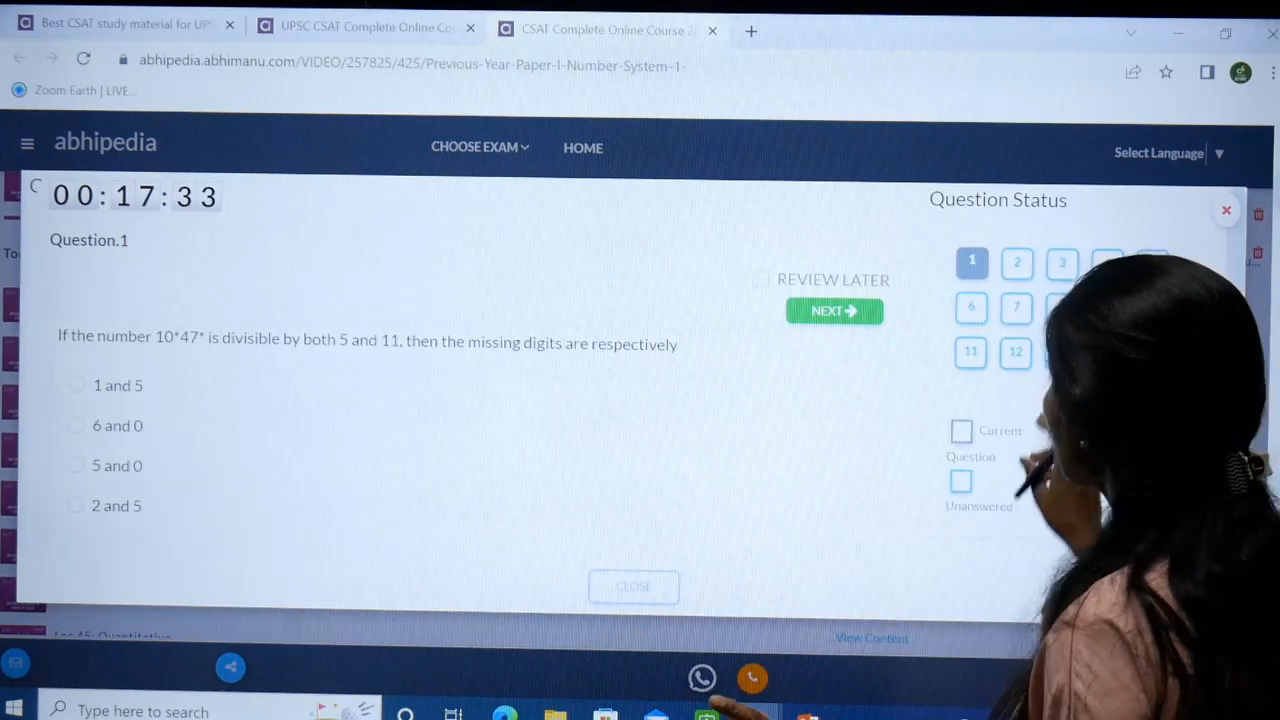 Best CSAT study material for UPS
UPSC CSAT Complete Online Co
CSAT Complete Online Course 2
abhipedia.abhimanu.com/VIDEO/257825/425/Previous-Year-Paper-I-Number-System-1-
Zoom Earth | LIVE...
abhipedia
CHOOSE EXAM
HOME
Select Language
00:17:33
Question Status
Question.1
1
2
3
REVIEW LATER
NEXT
6
7
If the number 10*47* is divisible by both 5 and 11, then the missing digits are respectively
11
12
1 and 5
6 and 0
Current
Question
5 and 0
2 and 5
Unanswered
CLOSE
View Content
Type here to search